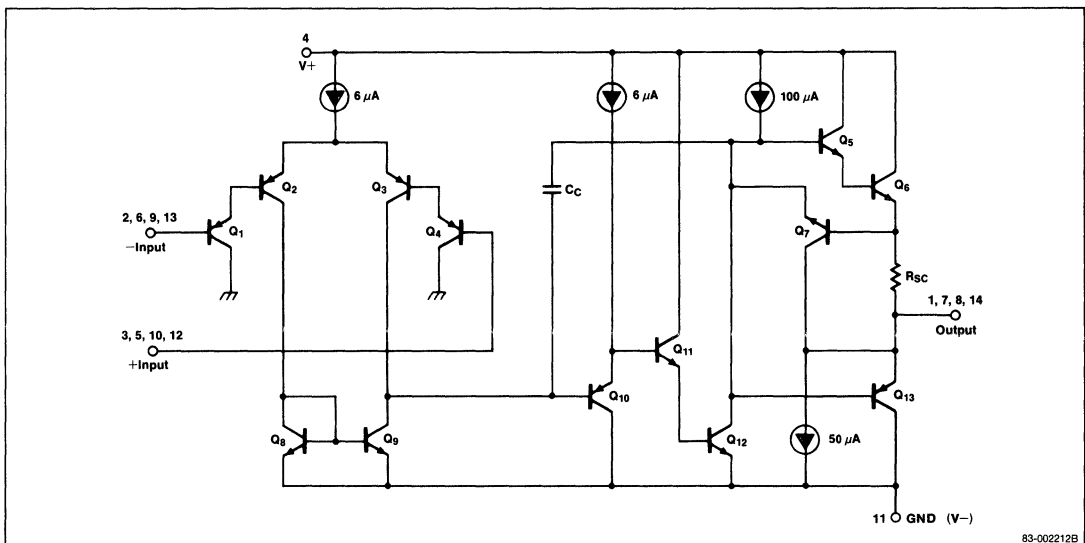 4
V+
6 μA
6 μA
100 μA
Q5
Q2
Q3
CC
Q6
2, 6, 9, 13
−Input
Q1
Q4
Q7
RSC
1, 7, 8, 14
Output
3, 5, 10, 12
+Input
Q11
Q10
Q13
Q8
Q9
Q12
50 μA
11 GND (V−)
83-002212B